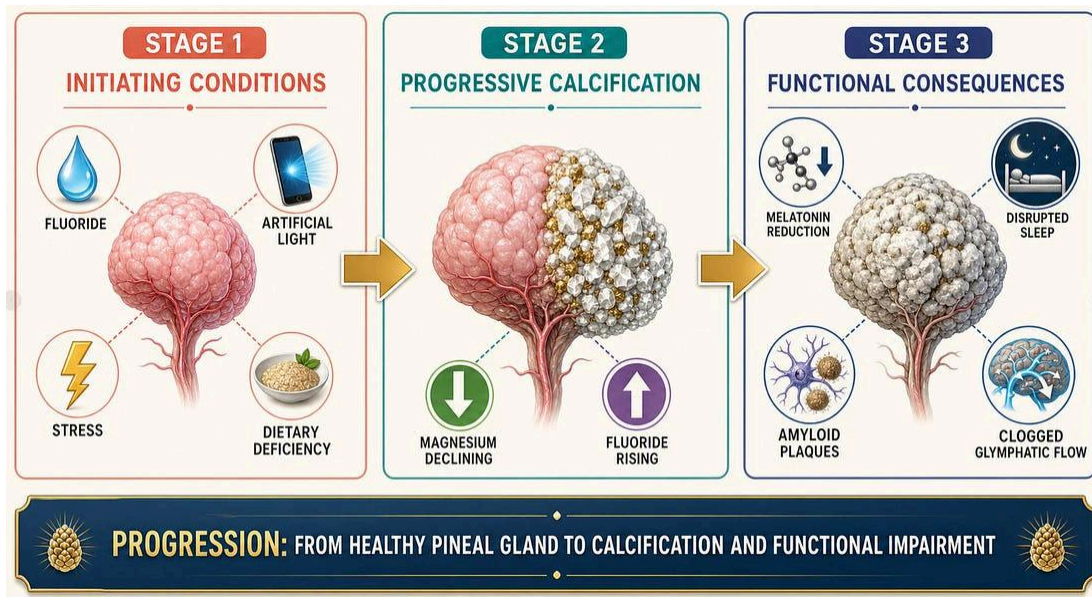 STAGE 1
INITIATING CONDITIONS
FLUORIDE
ARTIFICIAL
LIGHT
STRESS
DIETARY
DEFICIENCY
STAGE 2
PROGRESSIVE CALCIFICATION
MAGNESIUM
DECLINING
FLUORIDE
RISING
STAGE 3
FUNCTIONAL CONSEQUENCES
MELATONIN
REDUCTION
DISRUPTED
SLEEP
AMYLOID
PLAQUES
CLOGGED
GLYMPHATIC FLOW
PROGRESSION: FROM HEALTHY PINEAL GLAND TO CALCIFICATION AND FUNCTIONAL IMPAIRMENT